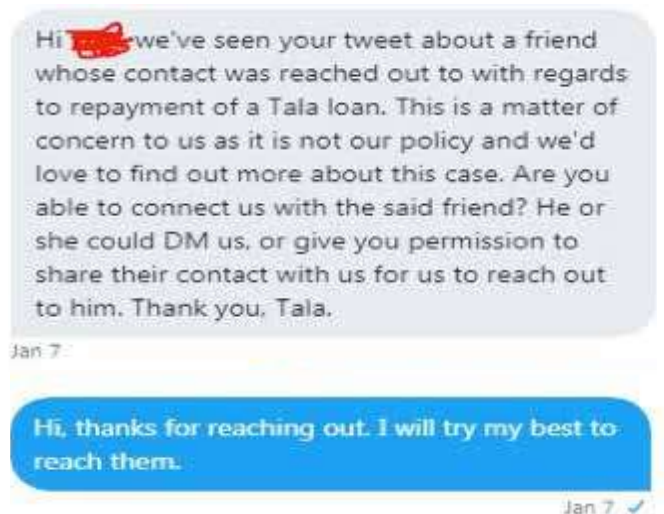 Hi we've seen your tweet about a friend
whose contact was reached out to with regards
to repayment of a Tala loan. This is a matter of
concern to us as it is not our policy and we'd
love to find out more about this case. Are you
able to connect us with the said friend? He or
she could DM us, or give you permission to
share their contact with us for us to reach out
to him. Thank you, Tala.
Jan 7
Hi, thanks for reaching out. I will try my best to
reach them.
Jan 7